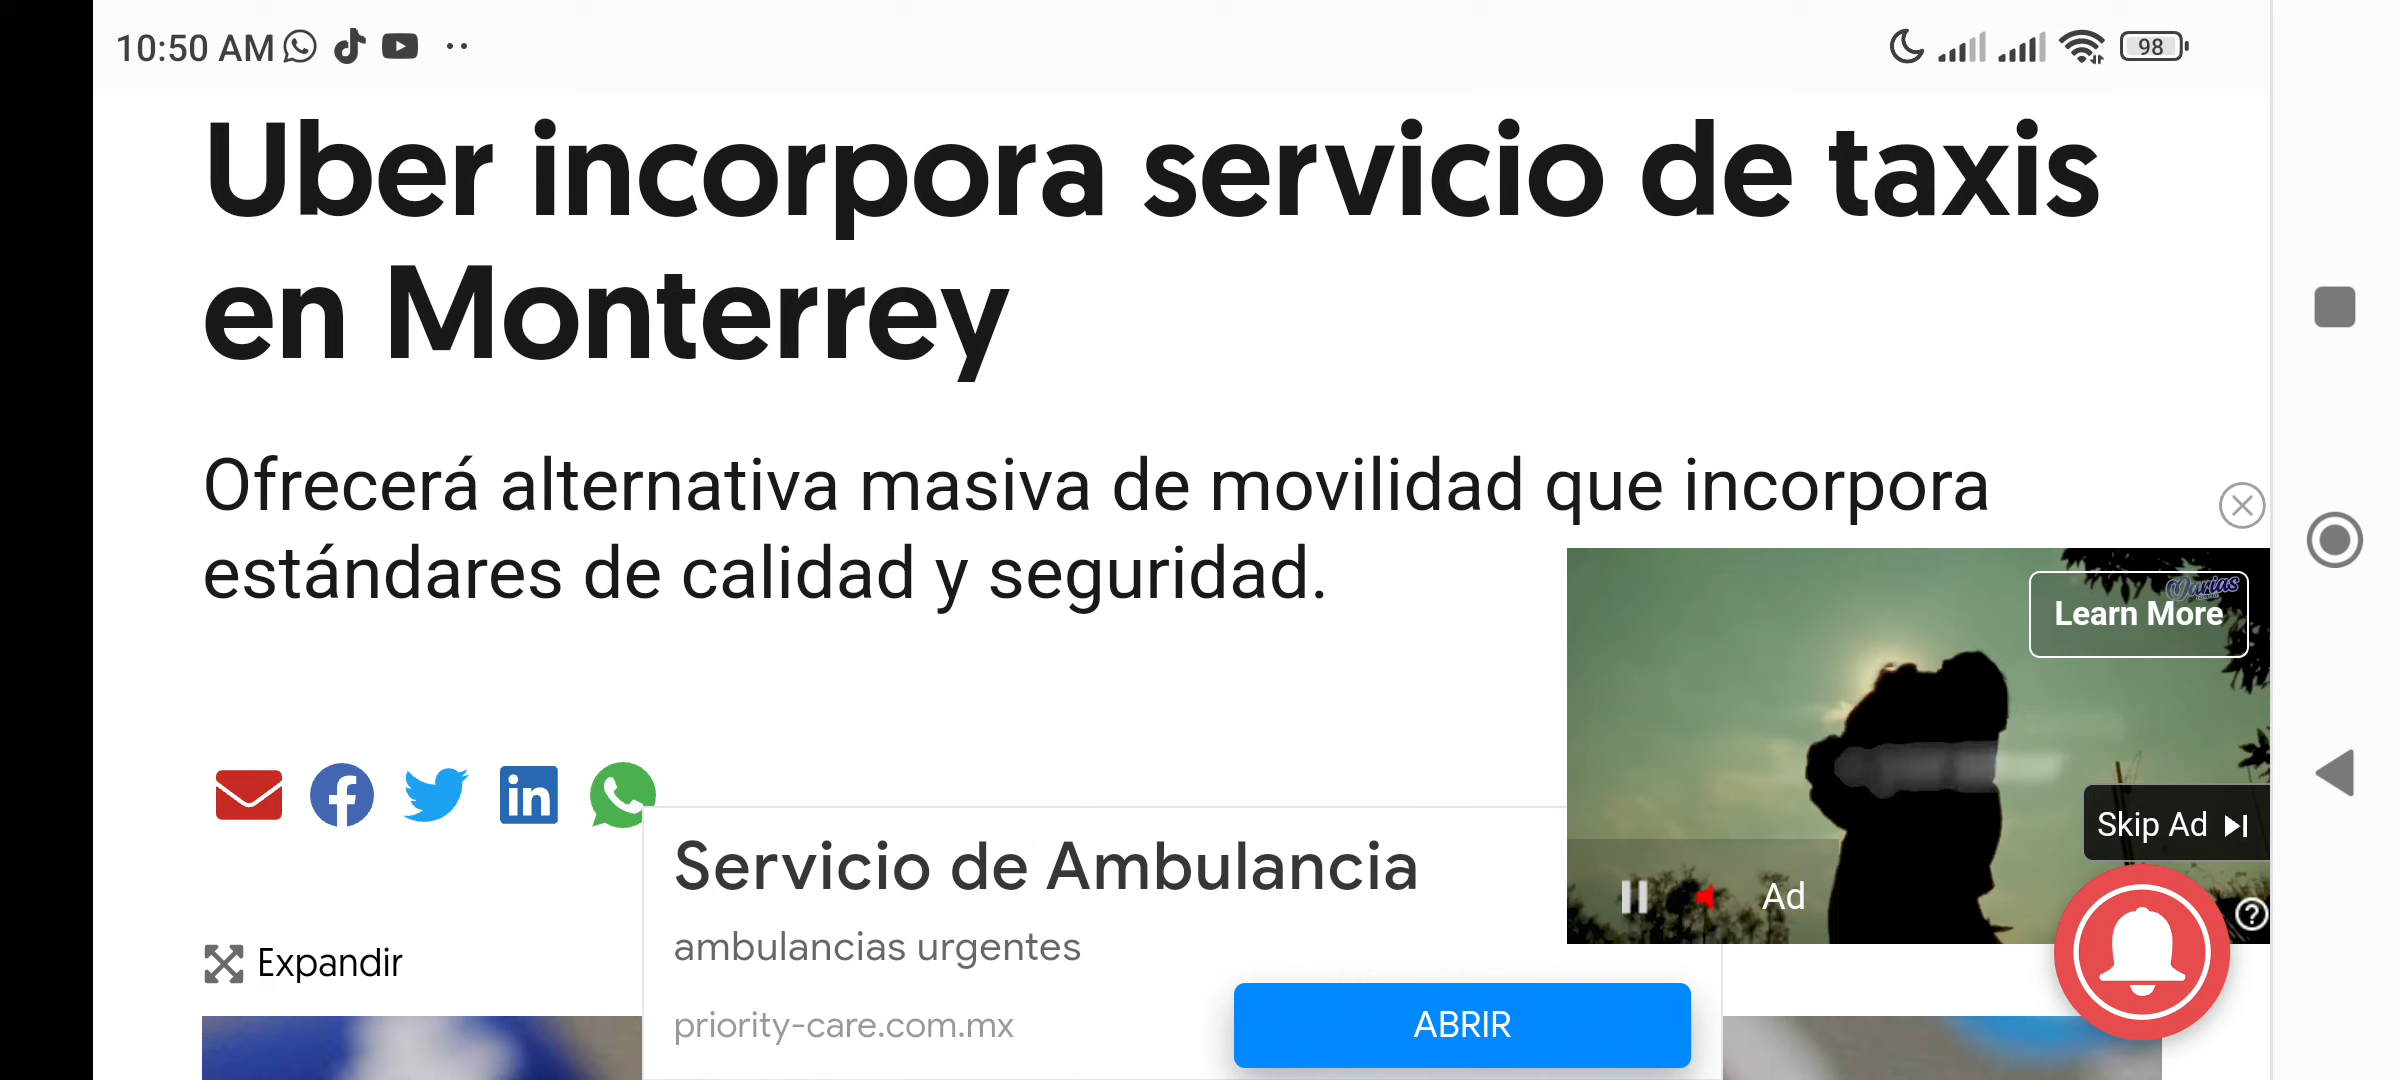 10:50 AM
98
Uber incorpora servicio de taxis
en Monterrey
Ofrecerá alternativa masiva de movilidad que incorpora
estándares de calidad y seguridad.
Learn More
Skip Ad
Ad
Expandir
Servicio de Ambulancia
ambulancias urgentes
priority-care.com.mx
ABRIR